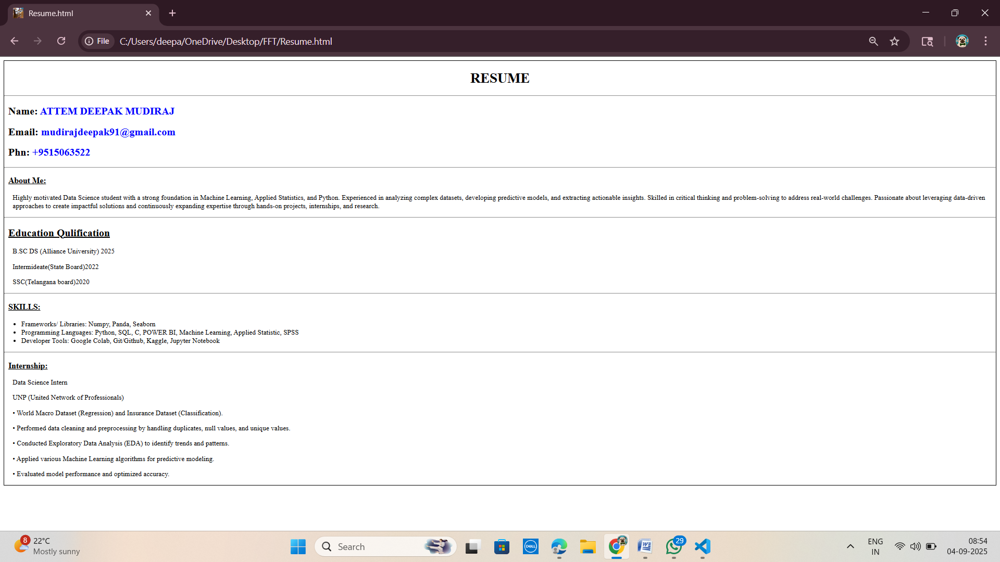 Resume.html
File
C:/Users/deepa/OneDrive/Desktop/FFT/Resume.html
RESUME
Name: ATTEM DEEPAK MUDIRAJ
Email: mudirajdeepak91@gmail.com
Phn: +9515063522
About Me:
Highly motivated Data Science student with a strong foundation in Machine Learning, Applied Statistics, and Python. Experienced in analyzing complex datasets, developing predictive models, and extracting actionable insights. Skilled in critical thinking and problem-solving to address real-world challenges. Passionate about leveraging data-driven
approaches to create impactful solutions and continuously expanding expertise through hands-on projects, internships, and research.
Education Qulification
B.SC DS (Alliance University) 2025
Intermideate(State Board)2022
SSC(Telangana board)2020
SKILLS:
• Frameworks/ Libraries: Numpy, Panda, Seaborn
• Programming Languages: Python, SQL, C, POWER BI, Machine Learning, Applied Statistic, SPSS
• Developer Tools: Google Colab, Git/Github, Kaggle, Jupyter Notebook
Internship:
Data Science Intern
UNP (United Network of Professionals)
• World Macro Dataset (Regression) and Insurance Dataset (Classification).
• Performed data cleaning and preprocessing by handling duplicates, null values, and unique values.
• Conducted Exploratory Data Analysis (EDA) to identify trends and patterns.
• Applied various Machine Learning algorithms for predictive modeling.
• Evaluated model performance and optimized accuracy.
8
22°C
Mostly sunny
Search
DELL
29
ENG
IN
08:54
04-09-2025